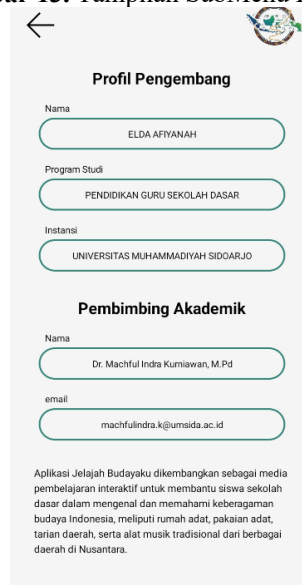 Profil Pengembang
Nama
ELDA AFIYANAH
Program Studi
PENDIDIKAN GURU SEKOLAH DASAR
Instansi
UNIVERSITAS MUHAMMADIYAH SIDOARJO
Pembimbing Akademik
Nama
Dr. Machful Indra Kurniawan, M.Pd
email
machfulindra.k@umsida.ac.id
Aplikasi Jelajah Budayaku dikembangkan sebagai media
pembelajaran interaktif untuk membantu siswa sekolah
dasar dalam mengenal dan memahami keberagaman
budaya Indonesia, meliputi rumah adat, pakaian adat,
tarian daerah, serta alat musik tradisional dari berbagai
daerah di Nusantara.